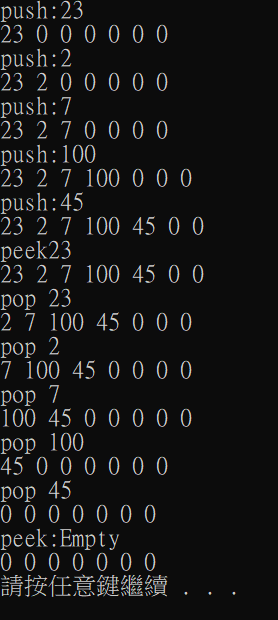 push:23
23 0 0 0 0 0 0
push:2
23 2 0 0 0 0 0
push:7
23 2 7 0 0 0 0
push:100
23 2 7 100 0 0 0
push:45
23 2 7 100 45 0 0
peek23
23 2 7 100 45 0 0
pop 23
2 7 100 45 0 0 0
pop 2
7 100 45 0 0 0 0
pop 7
100 45 0 0 0 0 0
pop 100
45 0 0 0 0 0 0
pop 45
0 0 0 0 0 0 0
peek:Empty
0 0 0 0 0 0 0
請按任意鍵繼續 . . .